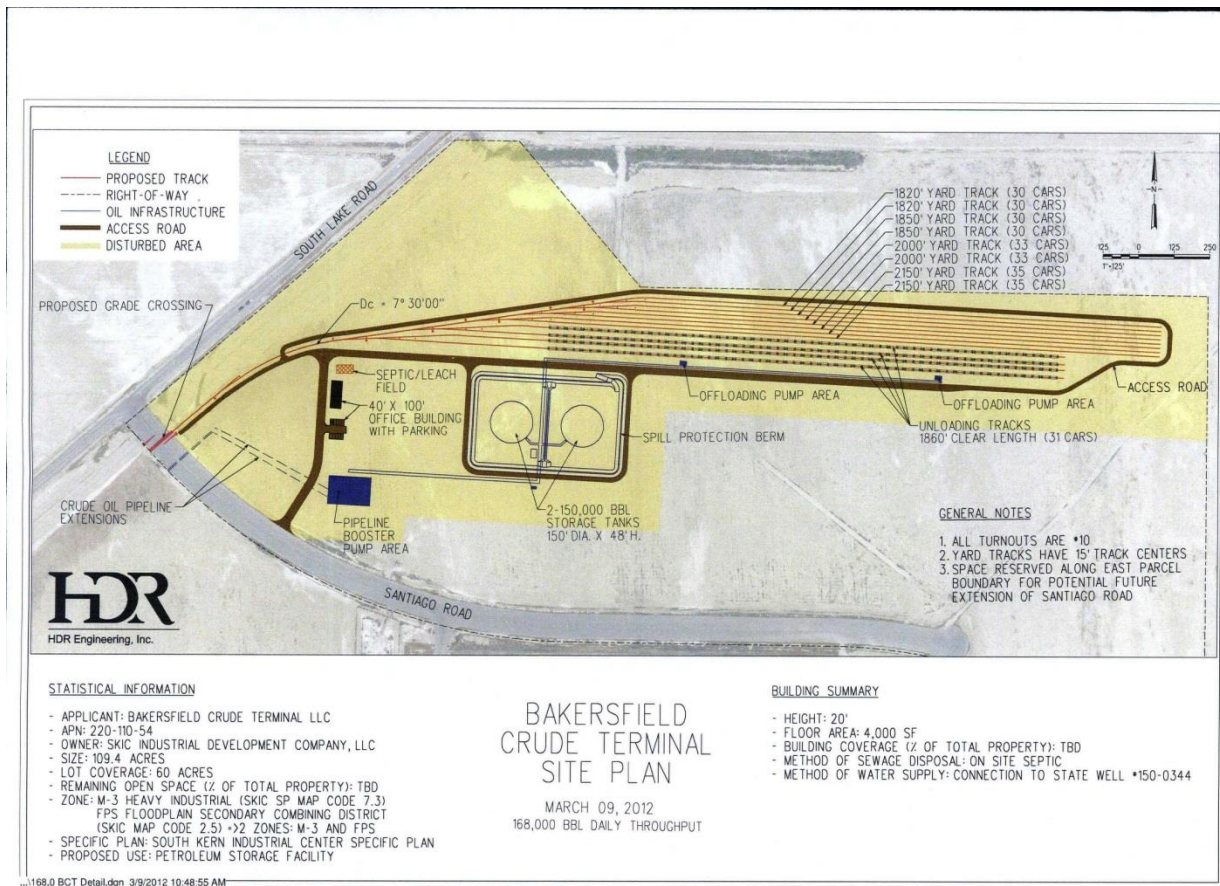 LEGEND
PROPOSED TRACK
RIGHT-OF-WAY
OIL INFRASTRUCTURE
ACCESS ROAD
DISTURBED AREA
SOUTH LAKE ROAD
PROPOSED GRADE CROSSING
Dc = 7° 30'00"
1820' YARD TRACK (30 CARS)
1820' YARD TRACK (30 CARS)
1850' YARD TRACK (30 CARS)
1850' YARD TRACK (30 CARS)
2000' YARD TRACK (33 CARS)
2000' YARD TRACK (33 CARS)
2150' YARD TRACK (35 CARS)
2150' YARD TRACK (35 CARS)
N
125 0 125 250
1"=125'
SEPTIC/LEACH
FIELD
40' X 100'
OFFICE BUILDING
WITH PARKING
OFFLOADING PUMP AREA
OFFLOADING PUMP AREA
ACCESS ROAD
UNLOADING TRACKS
1860' CLEAR LENGTH (31 CARS)
SPILL PROTECTION BERM
CRUDE OIL PIPELINE
EXTENSIONS
PIPELINE
BOOSTER
PUMP AREA
2-150,000 BBL
STORAGE TANKS
150' DIA. X 48' H.
GENERAL NOTES
1. ALL TURNOUTS ARE #10
2. YARD TRACKS HAVE 15' TRACK CENTERS
3. SPACE RESERVED ALONG EAST PARCEL
BOUNDARY FOR POTENTIAL FUTURE
EXTENSION OF SANTIAGO ROAD
SANTIAGO ROAD
HDR
HDR Engineering, Inc.
STATISTICAL INFORMATION
- APPLICANT: BAKERSFIELD CRUDE TERMINAL LLC
- APN: 220-110-54
- OWNER: SKIC INDUSTRIAL DEVELOPMENT COMPANY, LLC
- SIZE: 109.4 ACRES
- LOT COVERAGE: 60 ACRES
- REMAINING OPEN SPACE (% OF TOTAL PROPERTY): TBD
- ZONE: M-3 HEAVY INDUSTRIAL (SKIC SP MAP CODE 7.3)
FPS FLOODPLAIN SECONDARY COMBINING DISTRICT
(SKIC MAP CODE 2.5) =>2 ZONES: M-3 AND FPS
- SPECIFIC PLAN: SOUTH KERN INDUSTRIAL CENTER SPECIFIC PLAN
- PROPOSED USE: PETROLEUM STORAGE FACILITY
BAKERSFIELD
CRUDE TERMINAL
SITE PLAN
MARCH 09, 2012
168,000 BBL DAILY THROUGHPUT
BUILDING SUMMARY
- HEIGHT: 20'
- FLOOR AREA: 4,000 SF
- BUILDING COVERAGE (% OF TOTAL PROPERTY): TBD
- METHOD OF SEWAGE DISPOSAL: ON SITE SEPTIC
- METHOD OF WATER SUPPLY: CONNECTION TO STATE WELL #150-0344
...\168.0 BCT Detail.dgn 3/9/2012 10:48:55 AM